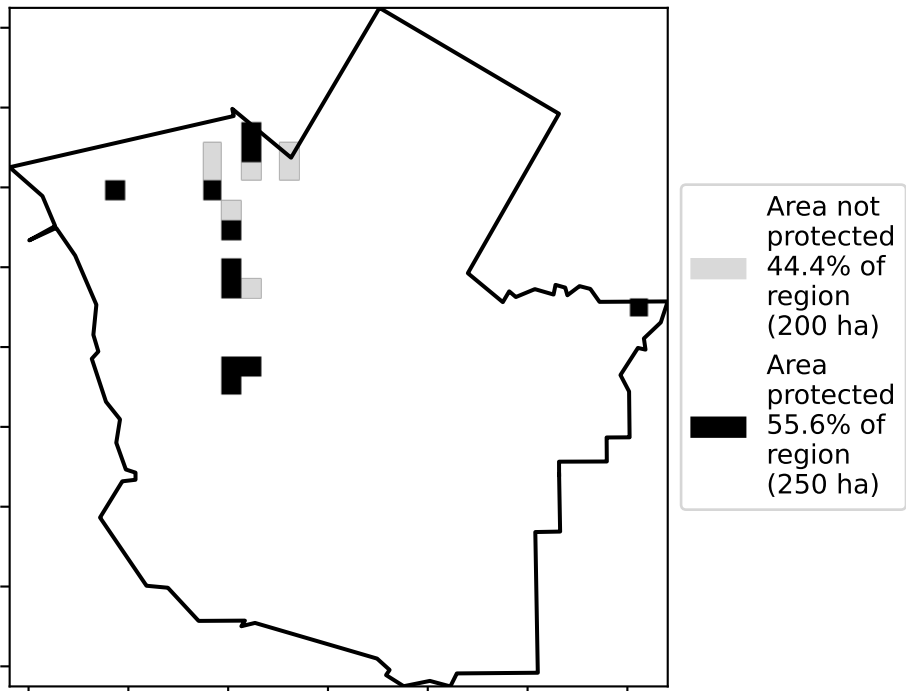 Area not
protected
44.4% of
region
(200 ha)
Area
protected
55.6% of
region
(250 ha)